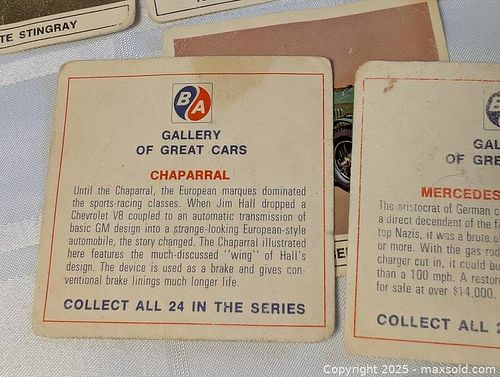 TE STINGRAY
BA
GALLERY
OF GREAT CARS
CHAPARRAL
Until the Chaparral, the European marques dominated
the sports-racing classes. When Jim Hall dropped a
Chevrolet V8 coupled to an automatic transmission of
basic GM design into a strange-looking European-style
automobile, the story changed. The Chaparral illustrated
here features the much-discussed "wing" of Hall's
design. The device is used as a brake and gives con-
ventional brake linings much longer life.
COLLECT ALL 24 IN THE SERIES
B
GAL
OF GRE
MERCEDES
The aristocrat of German c
a direct decendent of the fi
top Nazis, it was a brute o
or more. With the gas rod
charger cut in, it could bu
than a 100 mph. A restor
for sale at over $14,000.
COLLECT ALL 2
Copyright 2025 - maxsold.com